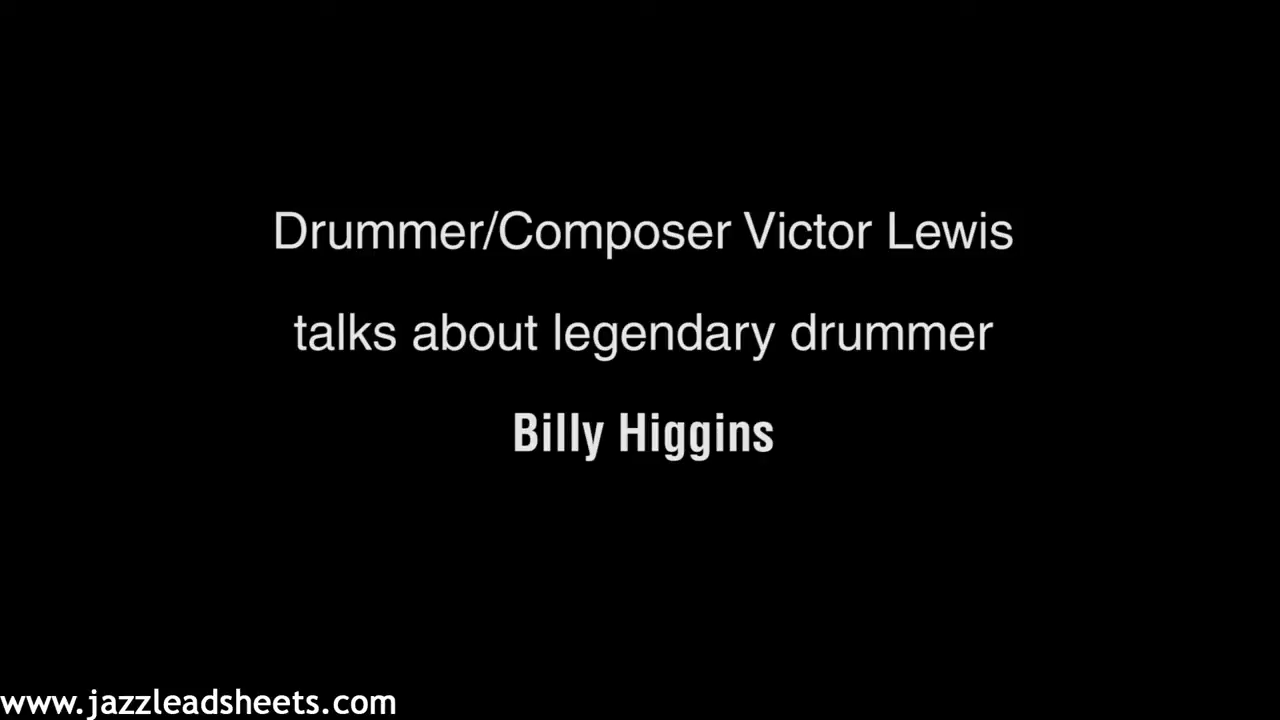 Drummer/Composer Victor Lewis
talks about legendary drummer
Billy Higgins
www.jazzleadsheets.com